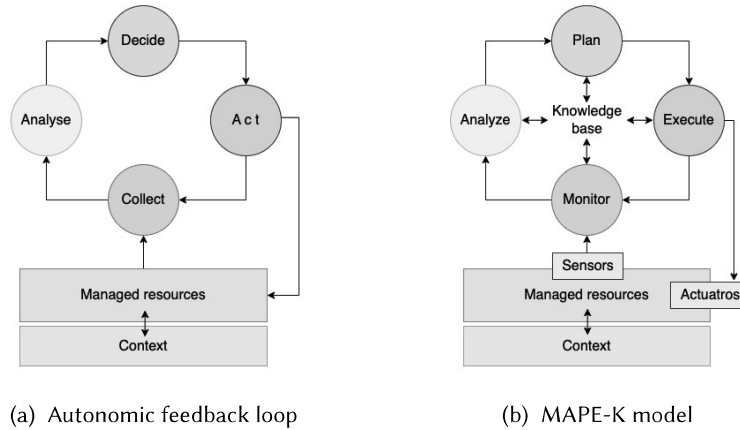 Decide
Analyse
A c t
Collect
Managed resources
Context
(a) Autonomic feedback loop
Plan
Analyze
Knowledge
base
Execute
Monitor
Sensors
Managed resources
Actuatros
Context
(b) MAPE-K model